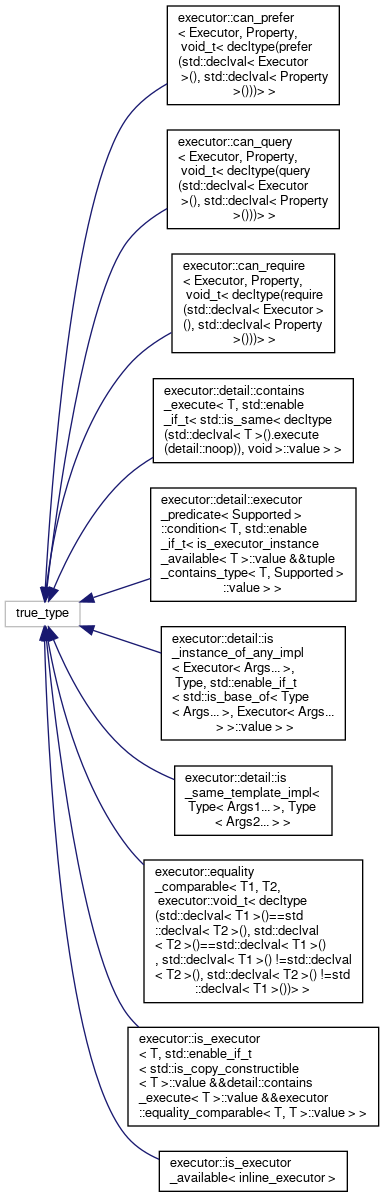 executor::can_prefer
< Executor, Property,
void_t< decltype(prefer
(std::declval< Executor
>(), std::declval< Property
>()))> >
executor::can_query
< Executor, Property,
void_t< decltype(query
(std::declval< Executor
>(), std::declval< Property
>()))> >
executor::can_require
< Executor, Property,
void_t< decltype(require
(std::declval< Executor >
(), std::declval< Property
>()))> >
executor::detail::contains
_execute< T, std::enable
_if_t< std::is_same< decltype
(std::declval< T >().execute
(detail::noop)), void >::value > >
executor::detail::executor
_predicate< Supported >
::condition< T, std::enable
_if_t< is_executor_instance
_available< T >::value &&tuple
_contains_type< T, Supported >
::value > >
true_type
executor::detail::is
_instance_of_any_impl
< Executor< Args... >,
Type, std::enable_if_t
< std::is_base_of< Type
< Args... >, Executor< Args...
> >::value > >
executor::detail::is
_same_template_impl<
Type< Args1... >, Type
< Args2... > >
executor::equality
_comparable< T1, T2,
executor::void_t< decltype
(std::declval< T1 >()==std
::declval< T2 >(), std::declval
< T2 >()==std::declval< T1 >()
, std::declval< T1 >() !=std::declval
< T2 >(), std::declval< T2 >() !=std
::declval< T1 >())> >
executor::is_executor
< T, std::enable_if_t
< std::is_copy_constructible
< T >::value &&detail::contains
_execute< T >::value &&executor
::equality_comparable< T, T >::value > >
executor::is_executor
_available< inline_executor >